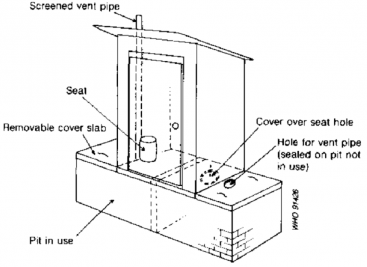 Screened vent pipe
Seat
Removable cover slab
Cover over seat hole
Hole for vent pipe
(sealed on pit not
in use)
Pit in use
WHO 91426